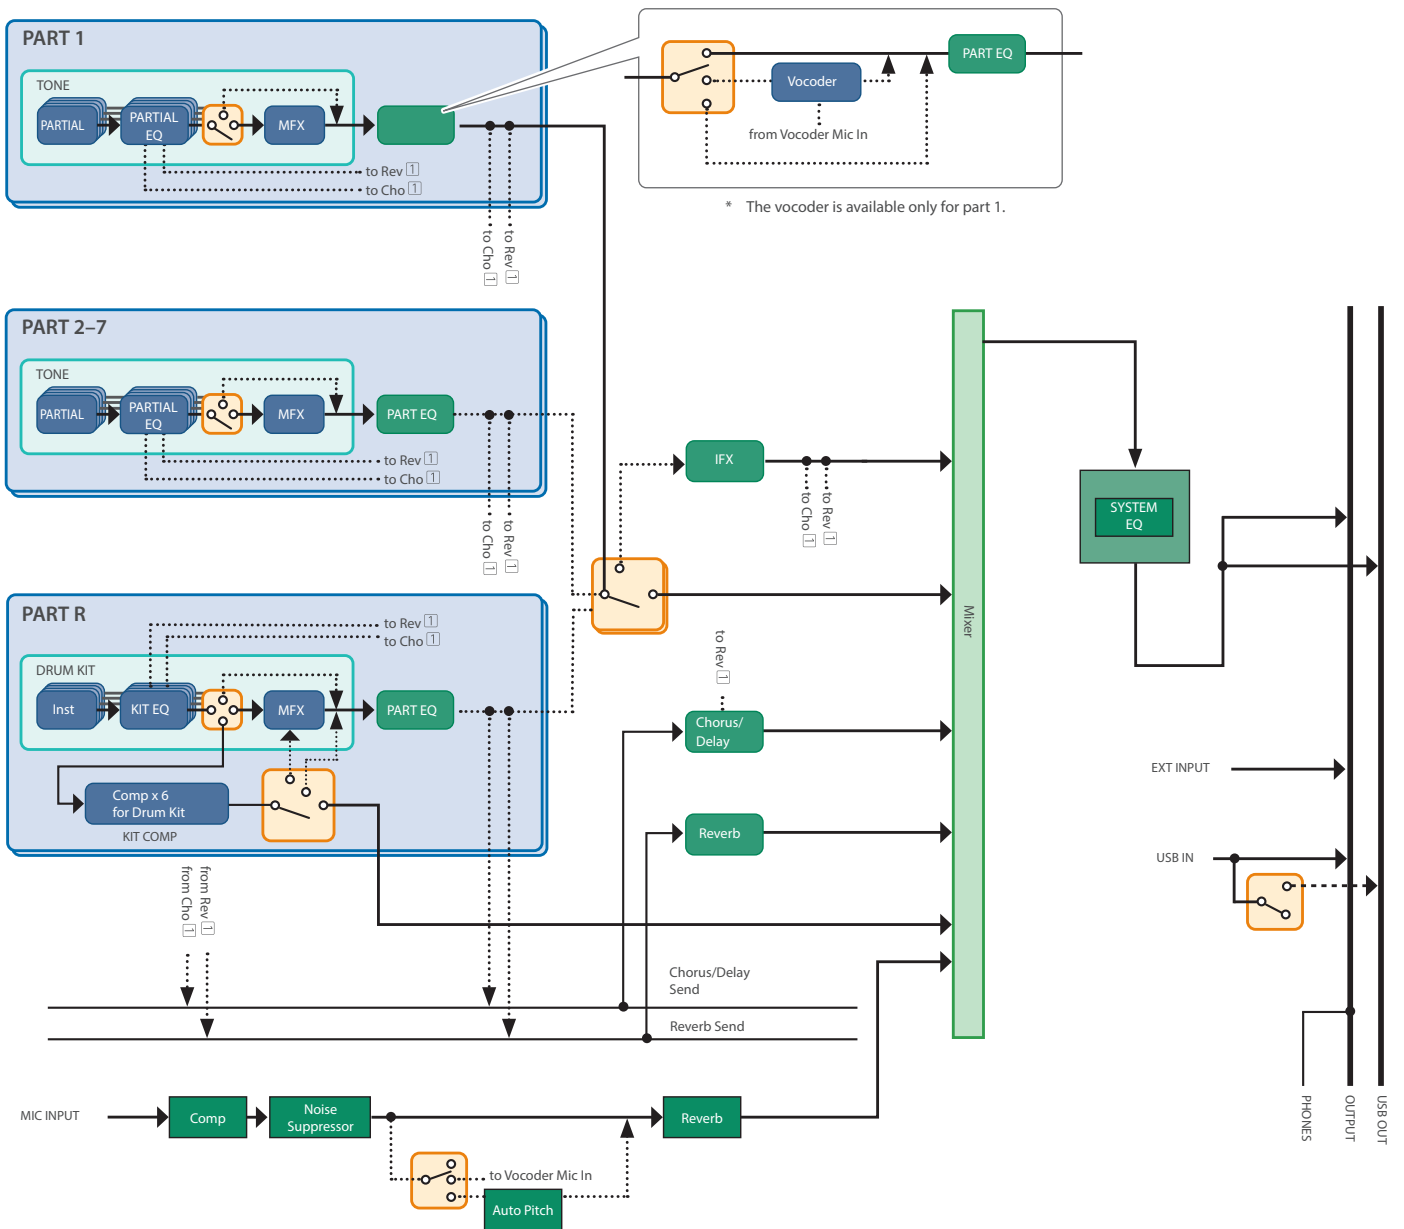 PART 1
TONE
PARTIAL
PARTIAL
EQ
MFX
to Rev 1
to Cho 1
to Cho 1
to Rev 1
Vocoder
PART EQ
from Vocoder Mic In
* The vocoder is available only for part 1.
PART 2–7
TONE
PARTIAL
PARTIAL
EQ
MFX
PART EQ
to Rev 1
to Cho 1
to Cho 1
to Rev 1
IFX
to Cho 1
to Rev 1
SYSTEM
EQ
PART R
to Rev 1
to Cho 1
DRUM KIT
Inst
KIT EQ
MFX
PART EQ
Comp x 6
for Drum Kit
KIT COMP
from Cho 1
from Rev 1
to Rev 1
Chorus/
Delay
Reverb
Mixer
EXT INPUT
USB IN
Chorus/Delay
Send
Reverb Send
MIC INPUT
Comp
Noise
Suppressor
Reverb
to Vocoder Mic In
Auto Pitch
PHONES
OUTPUT
USB OUT